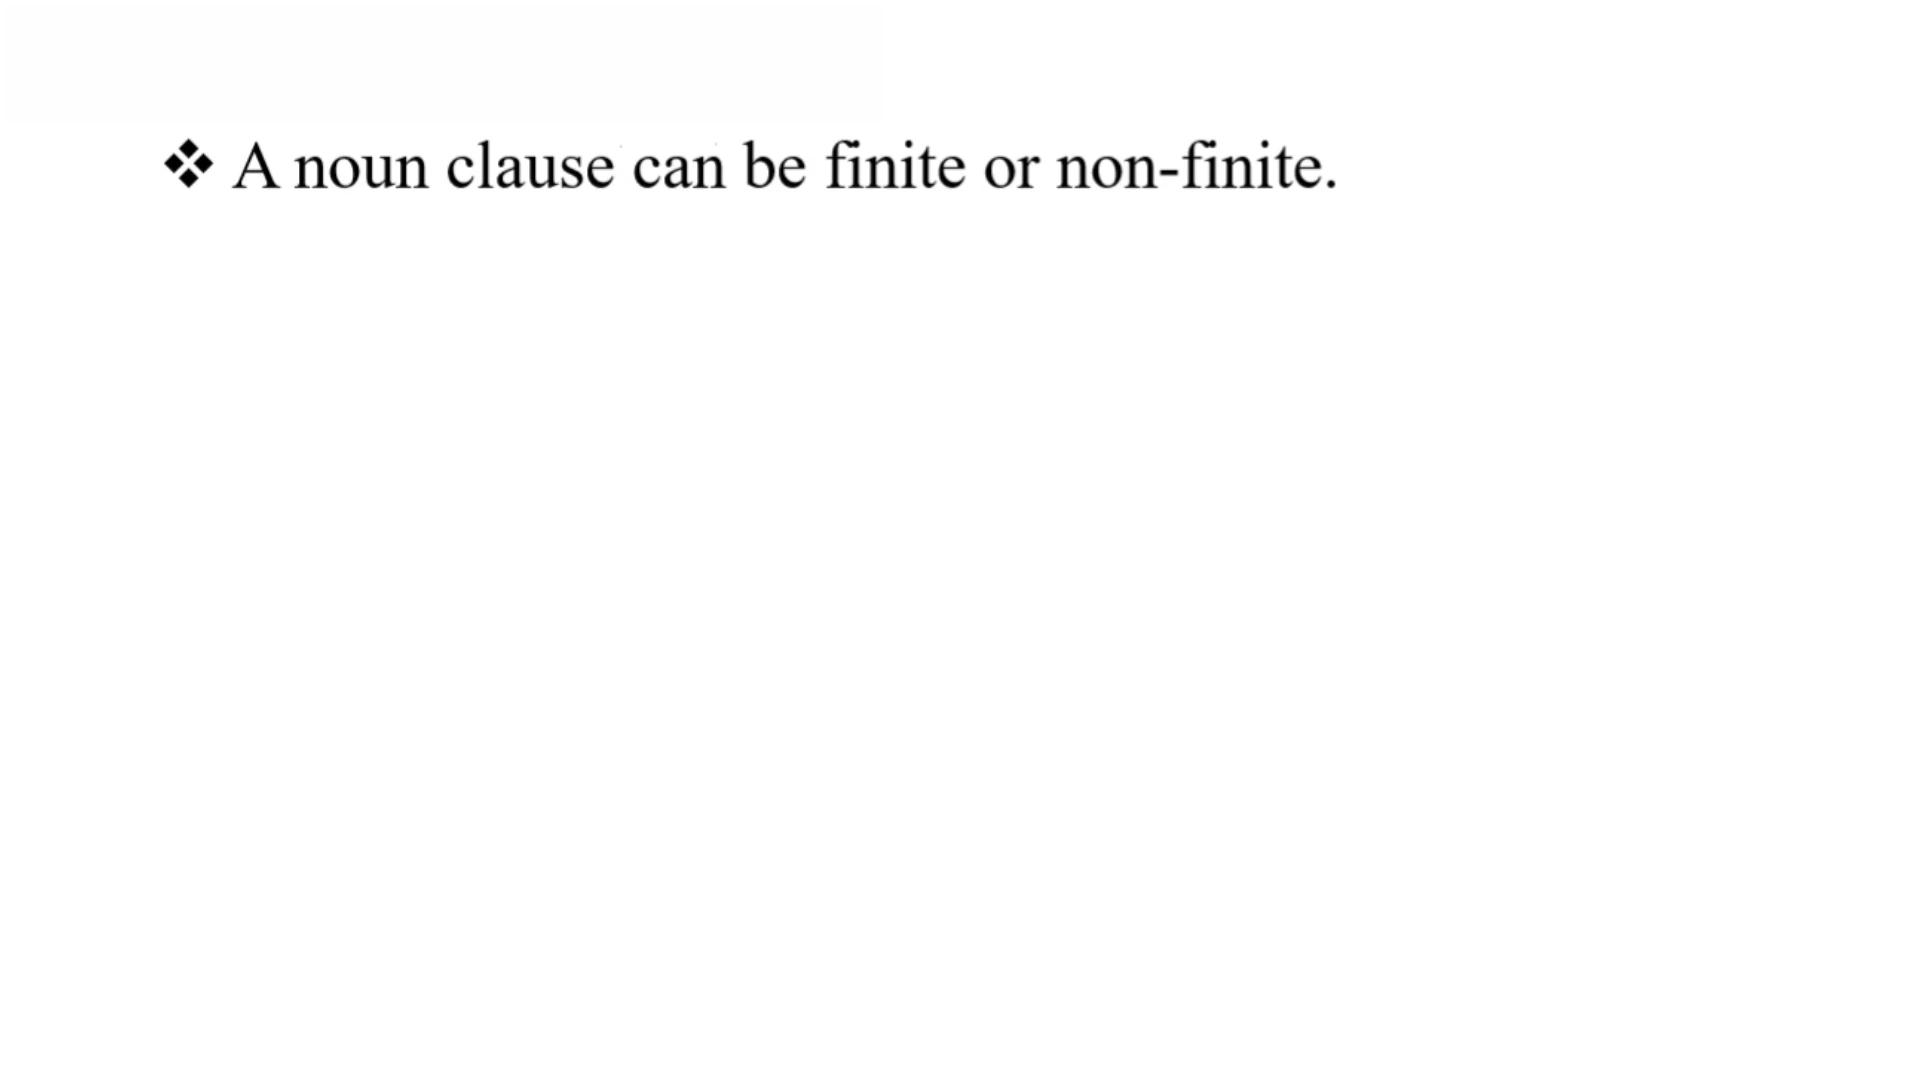 ❖ A noun clause can be finite or non-finite.